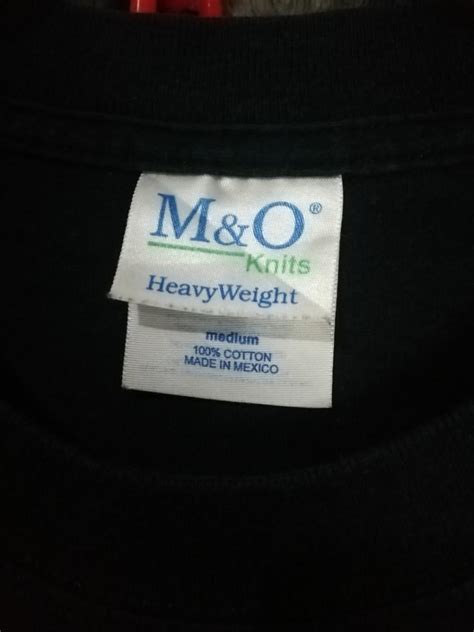 M&O®
Knits
HeavyWeight
medium
100% COTTON
MADE IN MEXICO